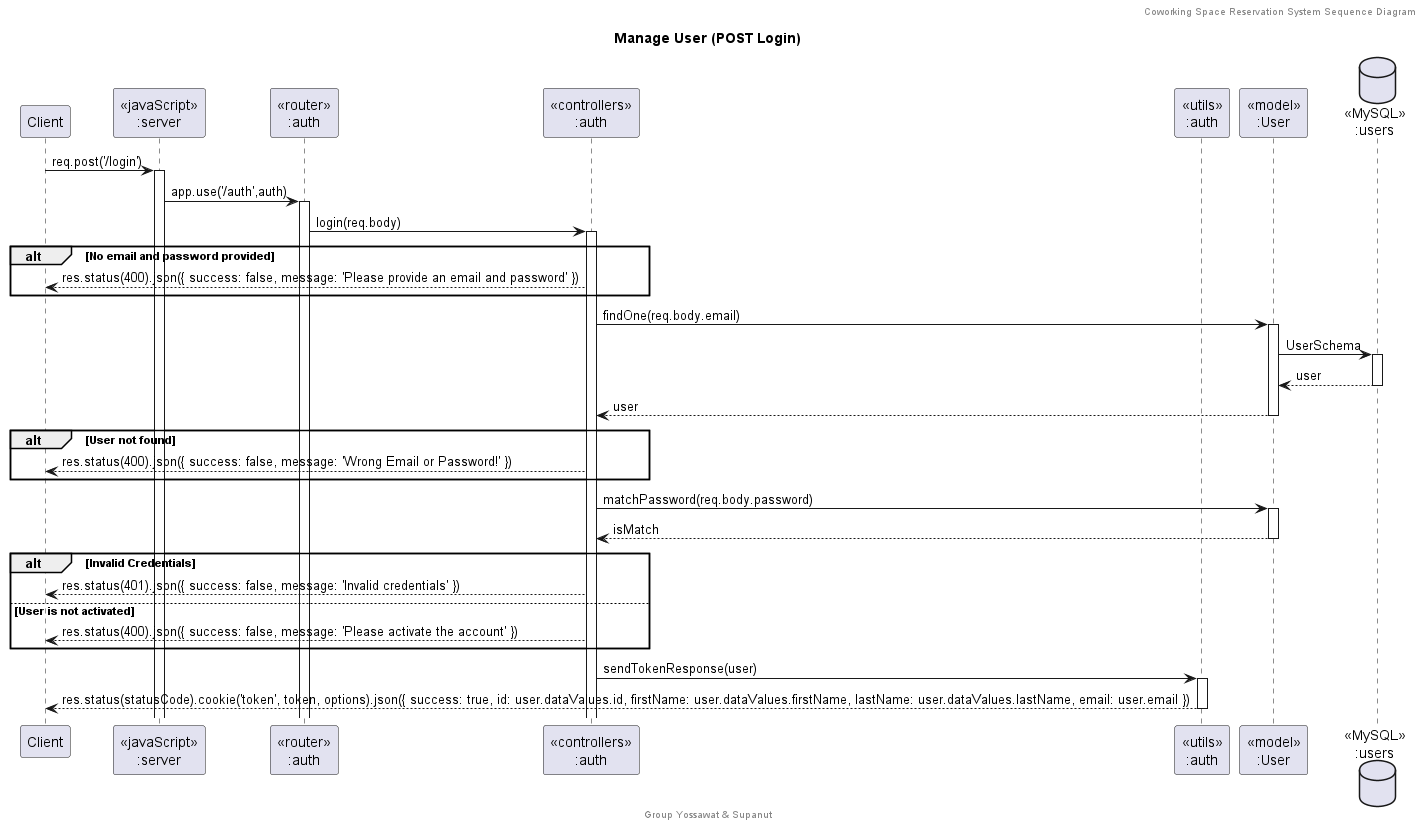 Coworking Space Reservation System Sequence Diagram
Manage User (POST Login)
Client
«javaScript»
:server
«router»
:auth
«controllers»
:auth
«utils»
:auth
«model»
:User
«MySQL»
:users
req.post('/login')
app.use('/auth',auth)
login(req.body)
alt [No email and password provided]
res.status(400).json({ success: false, message: 'Please provide an email and password' })
findOne(req.body.email)
UserSchema
user
user
alt [User not found]
res.status(400).json({ success: false, message: 'Wrong Email or Password!' })
matchPassword(req.body.password)
isMatch
alt [Invalid Credentials]
res.status(401).json({ success: false, message: 'Invalid credentials' })
[User is not activated]
res.status(400).json({ success: false, message: 'Please activate the account' })
sendTokenResponse(user)
res.status(statusCode).cookie('token', token, options).json({ success: true, id: user.dataValues.id, firstName: user.dataValues.firstName, lastName: user.dataValues.lastName, email: user.email })
Client
«javaScript»
:server
«router»
:auth
«controllers»
:auth
«utils»
:auth
«model»
:User
«MySQL»
:users
Group Yossawat & Supanut